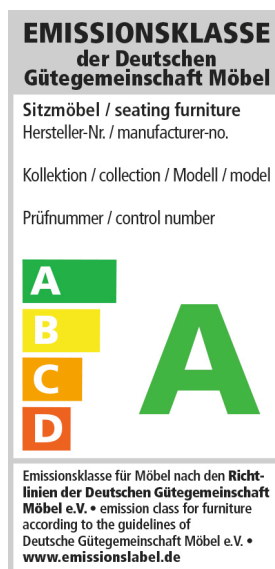 EMISSIONSKLASSE
der Deutschen
Gütegemeinschaft Möbel
Sitzmöbel / seating furniture
Hersteller-Nr. / manufacturer-no.
Kollektion / collection / Modell / model
Prüfnummer / control number
A
B
C
D
A
Emissionsklasse für Möbel nach den Richt-
linien der Deutschen Gütegemeinschaft
Möbel e.V. • emission class for furniture
according to the guidelines of
Deutsche Gütegemeinschaft Möbel e.V. •
www.emissionslabel.de